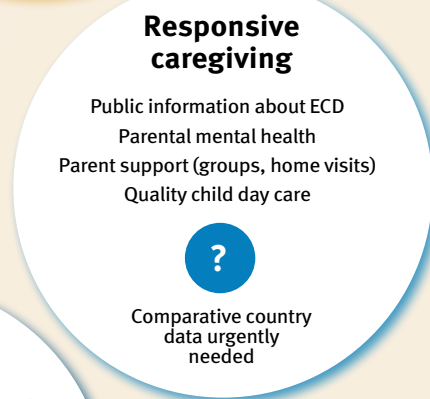 Responsive
caregiving
Public information about ECD
Parental mental health
Parent support (groups, home visits)
Quality child day care
?
Comparative country
data urgently
needed